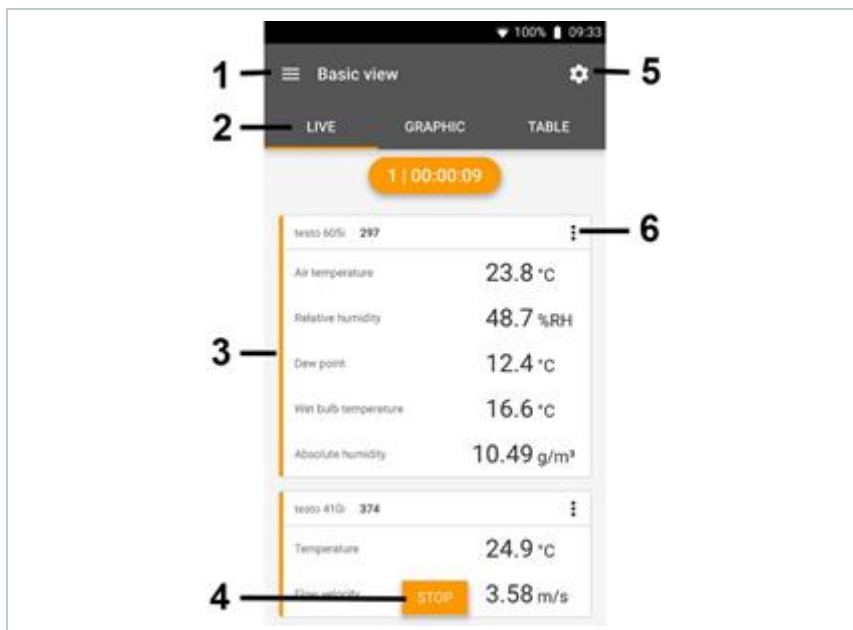 100% 09:33
1 Basic view 5
2 LIVE GRAPHIC TABLE
1 | 00:00:09
testo 605i 297 6
Air temperature 23.8 °C
Relative humidity 48.7 %RH
3 Dew point 12.4 °C
Wet bulb temperature 16.6 °C
Absolute humidity 10.49 g/m³
testo 410i 374
Temperature 24.9 °C
4 Flow velocity STOP 3.58 m/s